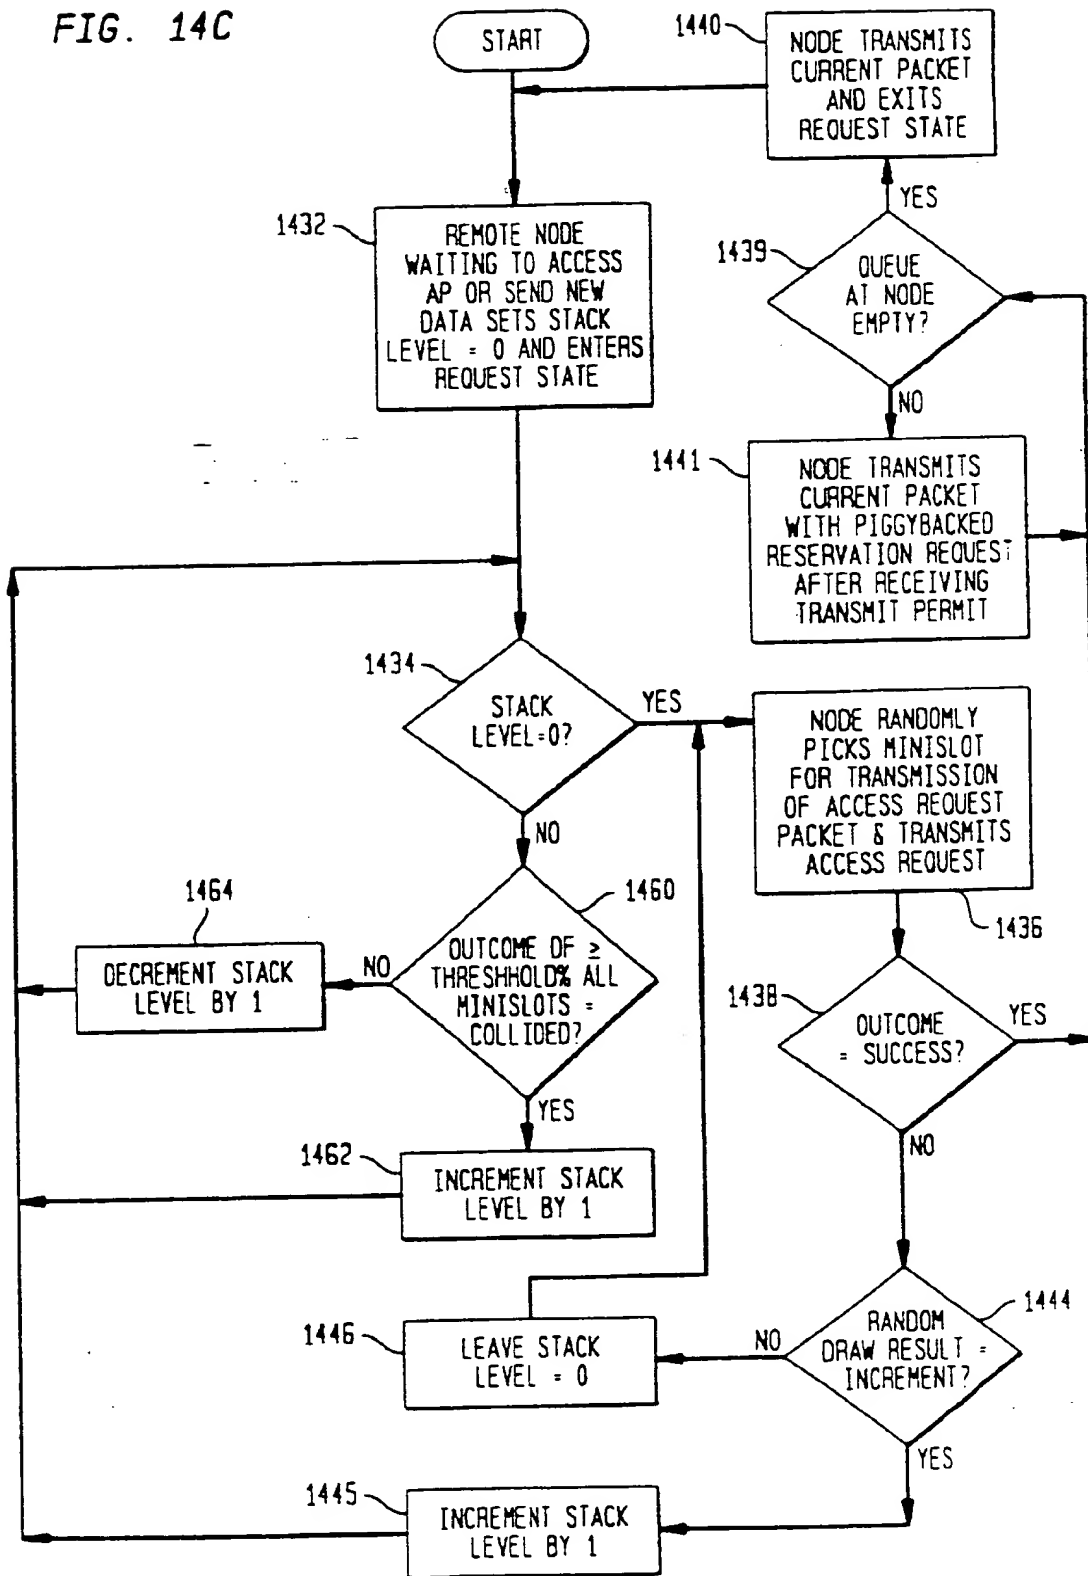 FIG. 14C
START
1440
NODE TRANSMITS
CURRENT PACKET
AND EXITS
REQUEST STATE
YES
1432
REMOTE NODE
WAITING TO ACCESS
AP OR SEND NEW
DATA SETS STACK
LEVEL = 0 AND ENTERS
REQUEST STATE
1439
QUEUE
AT NODE
EMPTY?
NO
1441
NODE TRANSMITS
CURRENT PACKET
WITH PIGGYBACKED
RESERVATION REQUEST
AFTER RECEIVING
TRANSMIT PERMIT
1434
STACK
LEVEL=0?
YES
NO
NODE RANDOMLY
PICKS MINISLOT
FOR TRANSMISSION
OF ACCESS REQUEST
PACKET & TRANSMITS
ACCESS REQUEST
1436
1464
DECREMENT STACK
LEVEL BY 1
NO
1460
OUTCOME OF ≥
THRESHHOLD% ALL
MINISLOTS =
COLLIDED?
YES
1438
OUTCOME
= SUCCESS?
YES
NO
1462
INCREMENT STACK
LEVEL BY 1
1446
LEAVE STACK
LEVEL = 0
NO
1444
RANDOM
DRAW RESULT =
INCREMENT?
YES
1445
INCREMENT STACK
LEVEL BY 1